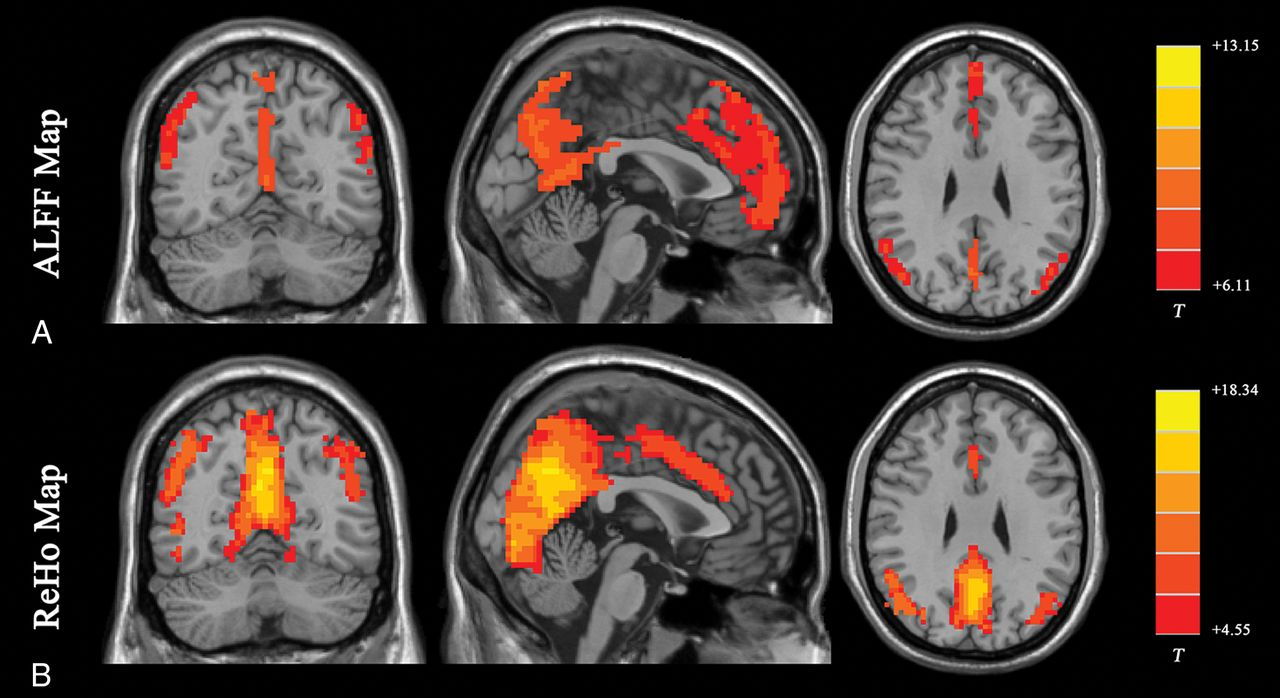 ALFF Map
A
+13.15
+6.11
T
ReHo Map
B
+18.34
+4.55
T